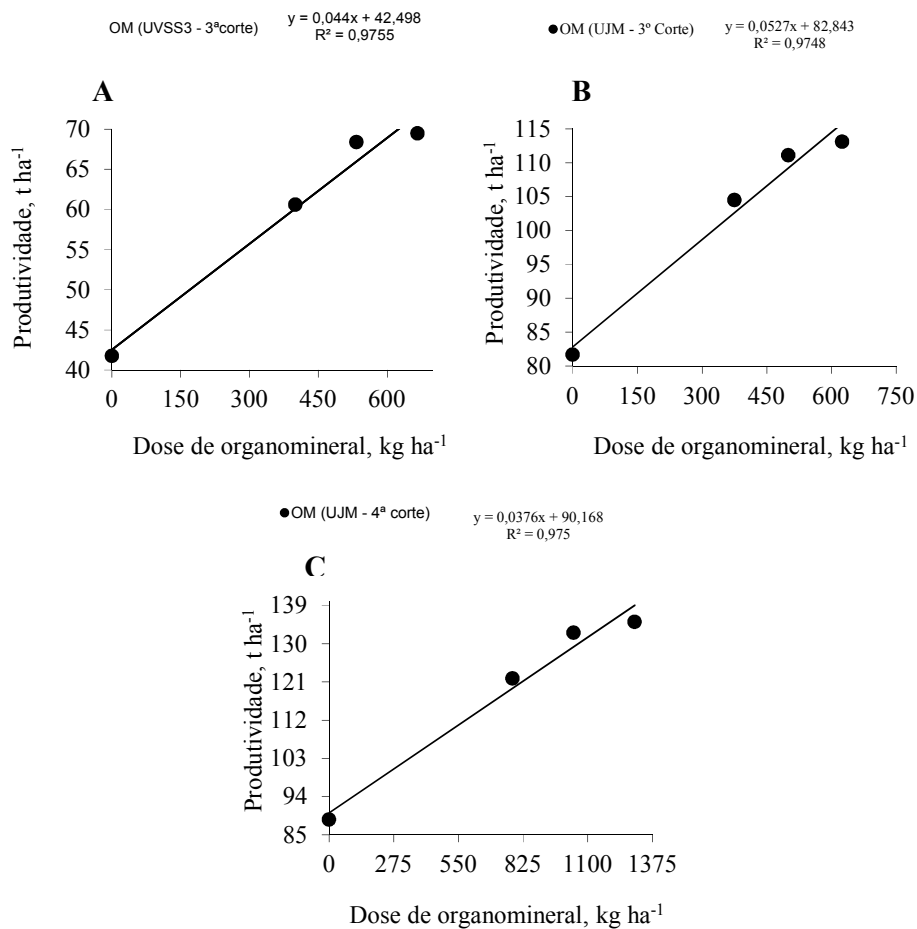 OM (UVSS3 - 3ªcorte)
y = 0,044x + 42,498
R² = 0,9755
A
70
65
60
55
50
45
40
0 150 300 450 600
Produtividade, t ha⁻¹
Dose de organomineral, kg ha⁻¹
OM (UJM - 3º Corte)
y = 0,0527x + 82,843
R² = 0,9748
B
115
110
105
100
95
90
85
80
0 150 300 450 600 750
Produtividade, t ha⁻¹
Dose de organomineral, kg ha⁻¹
OM (UJM - 4ª corte)
y = 0,0376x + 90,168
R² = 0,975
C
139
130
121
112
103
94
85
0 275 550 825 1100 1375
Produtividade, t ha⁻¹
Dose de organomineral, kg ha⁻¹